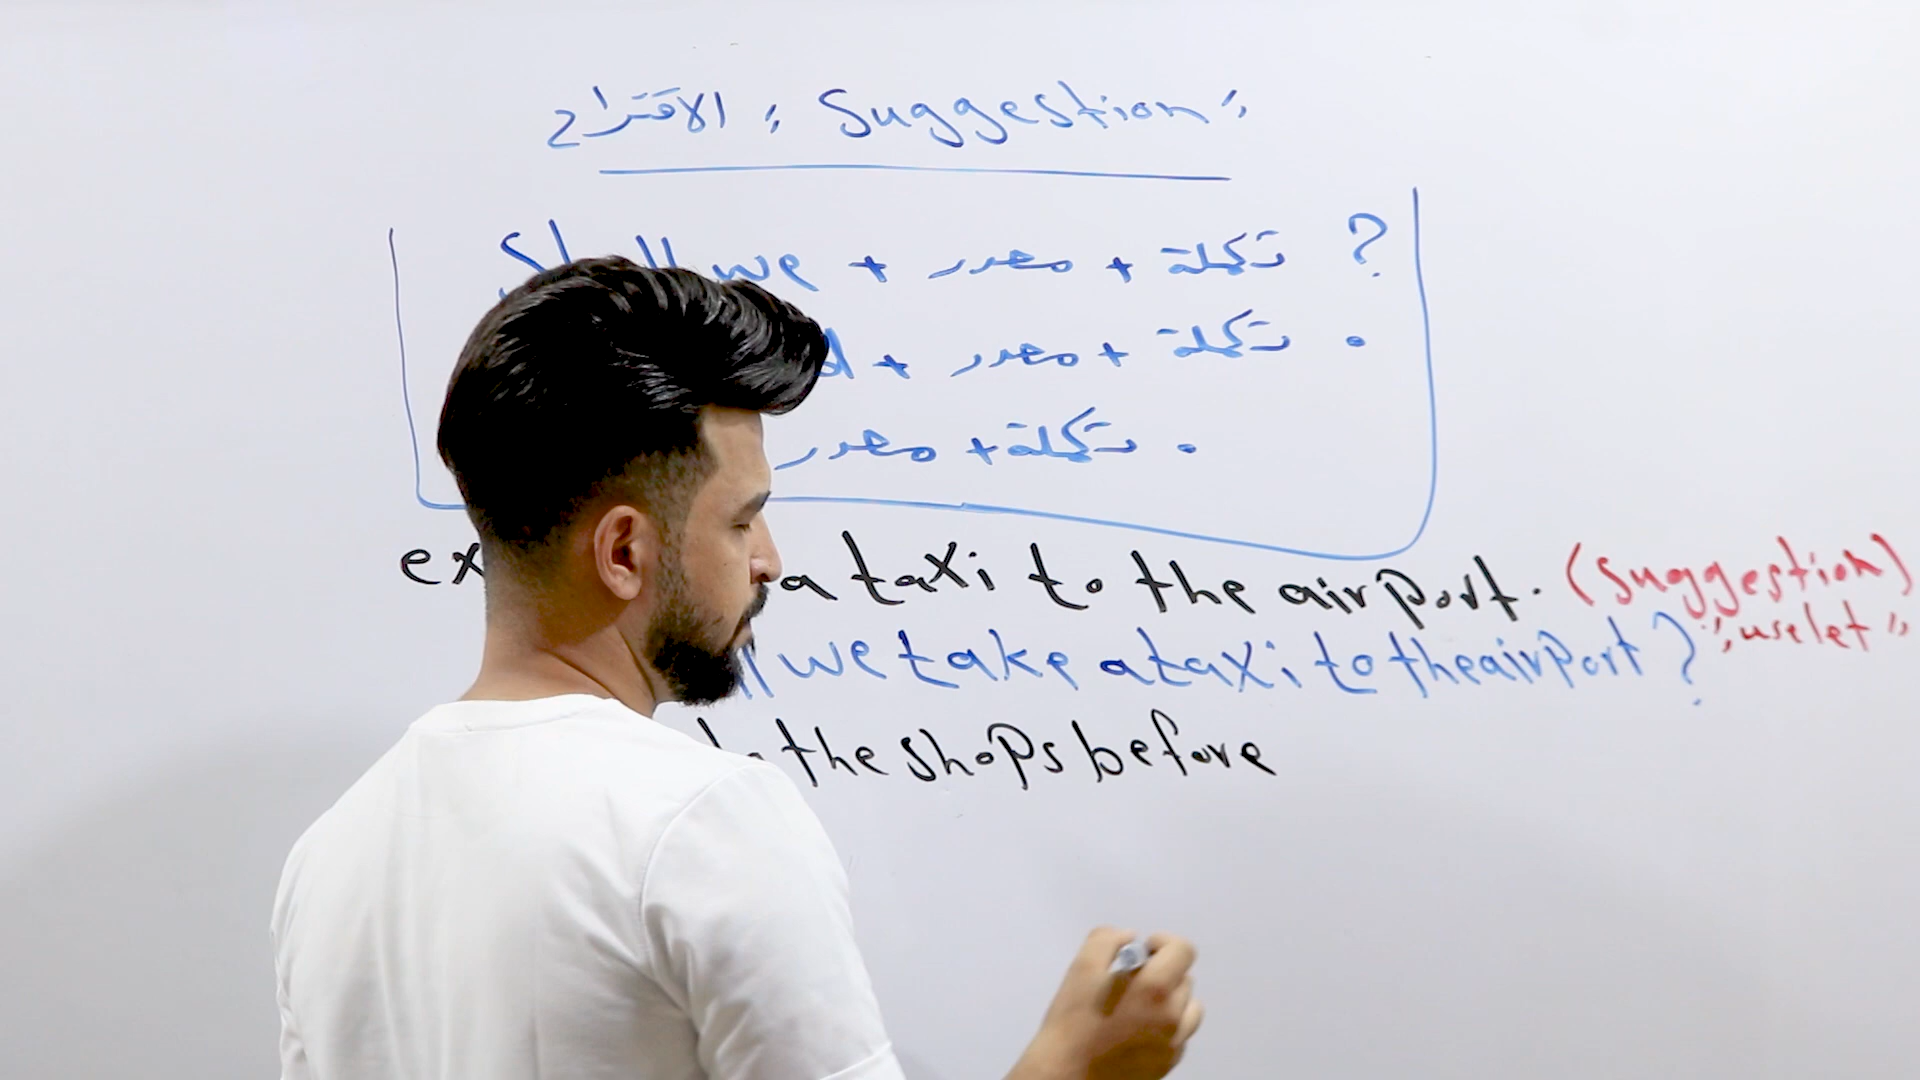 الاقتراح : Suggestion "
Shall we + مصدر + تكملة ?
+ مصدر + تكملة .
مصدر + تكملة .
ex a taxi to the airport. (Suggestion)
we take a taxi to the airport ? " use let "
the shops before